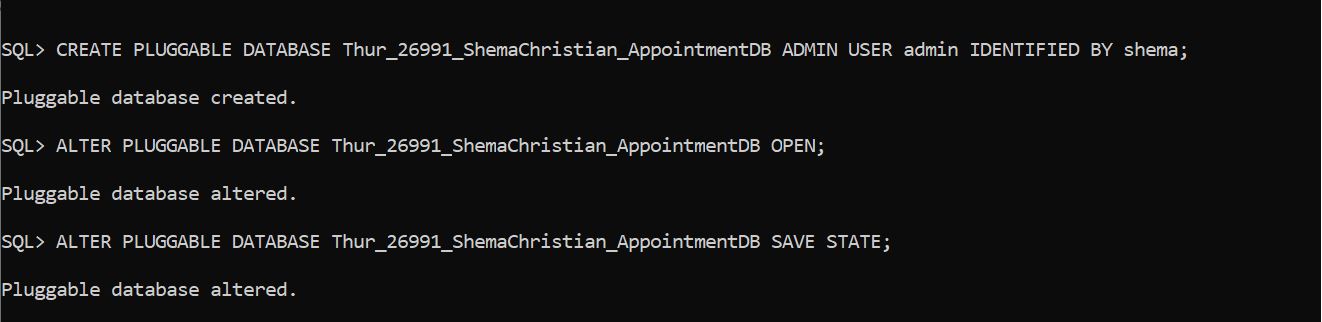 SQL> CREATE PLUGGABLE DATABASE Thur_26991_ShemaChristian_AppointmentDB ADMIN USER admin IDENTIFIED BY shema;
Pluggable database created.
SQL> ALTER PLUGGABLE DATABASE Thur_26991_ShemaChristian_AppointmentDB OPEN;
Pluggable database altered.
SQL> ALTER PLUGGABLE DATABASE Thur_26991_ShemaChristian_AppointmentDB SAVE STATE;
Pluggable database altered.